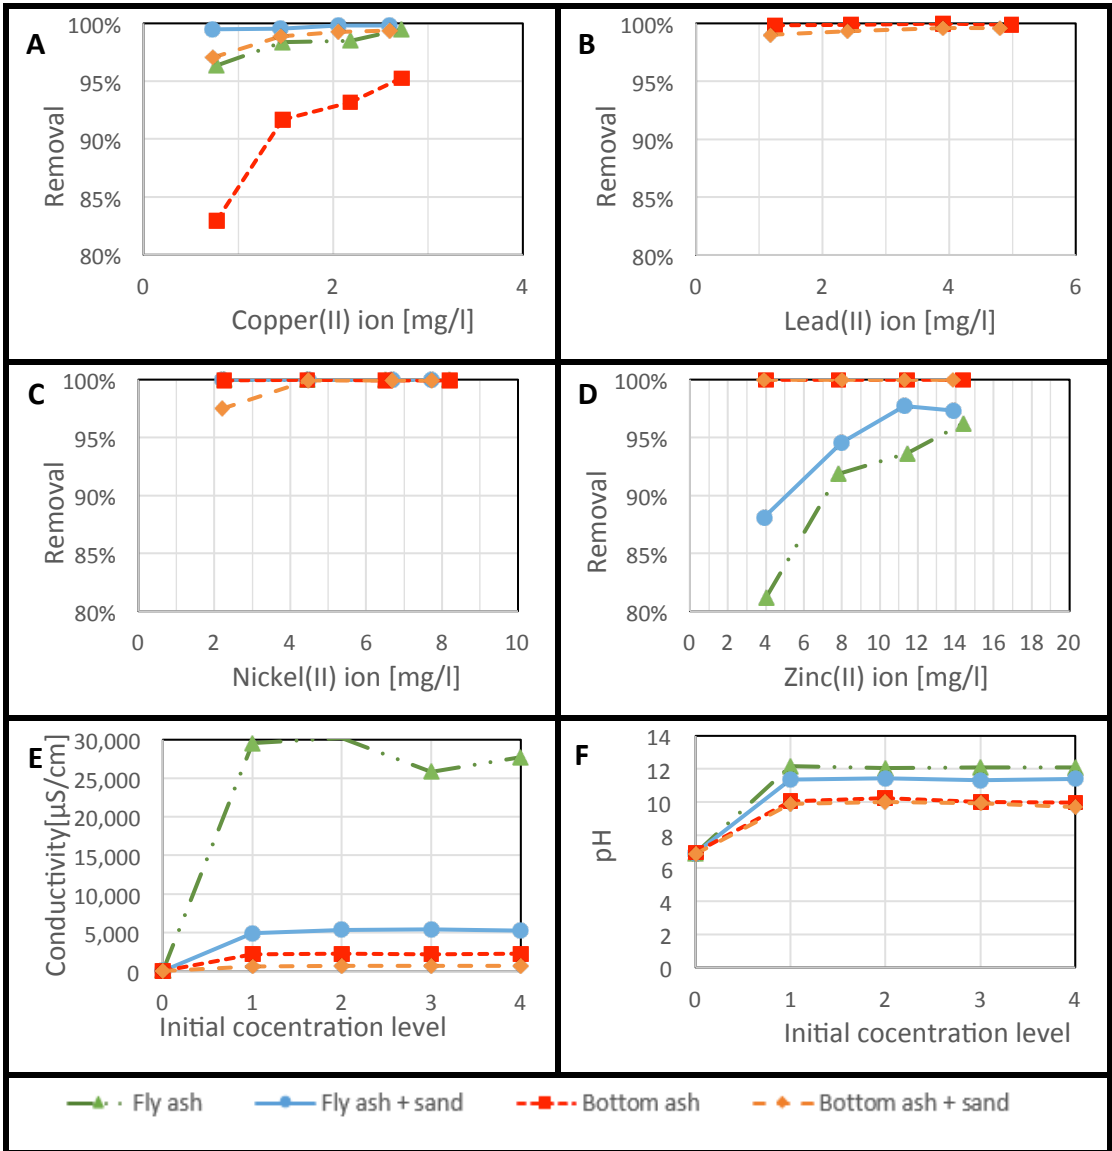 A
100%
95%
90%
85%
80%
Removal
0
2
4
Copper(II) ion [mg/l]
B
100%
95%
90%
85%
80%
Removal
0
2
4
6
Lead(II) ion [mg/l]
C
100%
95%
90%
85%
80%
Removal
0
2
4
6
8
10
Nickel(II) ion [mg/l]
D
100%
95%
90%
85%
80%
Removal
0 2 4 6 8 10 12 14 16 18 20
Zinc(II) ion [mg/l]
E
30,000
25,000
20,000
15,000
10,000
5,000
0
Conductivity[µS/cm]
0
1
2
3
4
Initial cocentration level
F
14
12
10
8
6
4
2
0
pH
0
1
2
3
4
Initial cocentration level
Fly ash
Fly ash + sand
Bottom ash
Bottom ash + sand